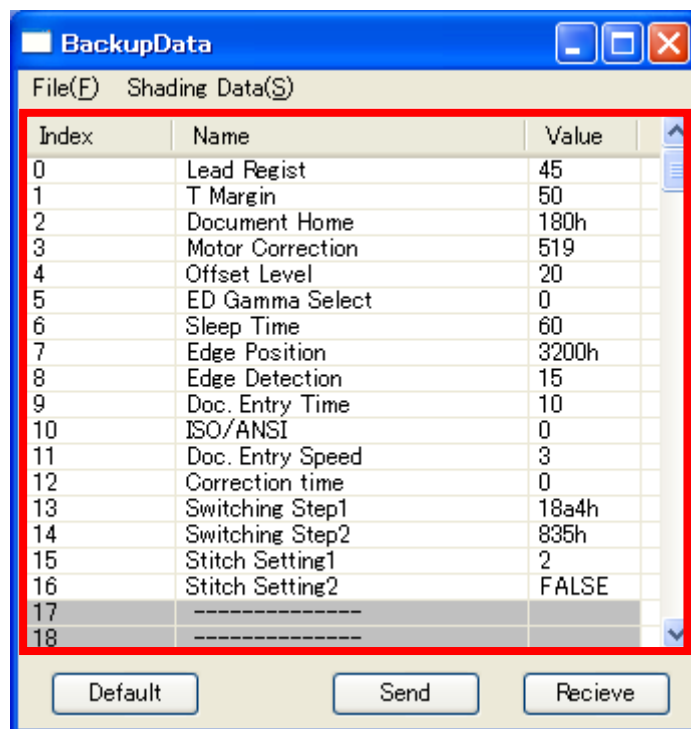 BackupData
File(F) Shading Data(S)
Index Name Value
0 Lead Regist 45
1 T Margin 50
2 Document Home 180h
3 Motor Correction 519
4 Offset Level 20
5 ED Gamma Select 0
6 Sleep Time 60
7 Edge Position 3200h
8 Edge Detection 15
9 Doc. Entry Time 10
10 ISO/ANSI 0
11 Doc. Entry Speed 3
12 Correction time 0
13 Switching Step1 18a4h
14 Switching Step2 835h
15 Stitch Setting1 2
16 Stitch Setting2 FALSE
17 --------------
18 --------------
Default Send Recieve